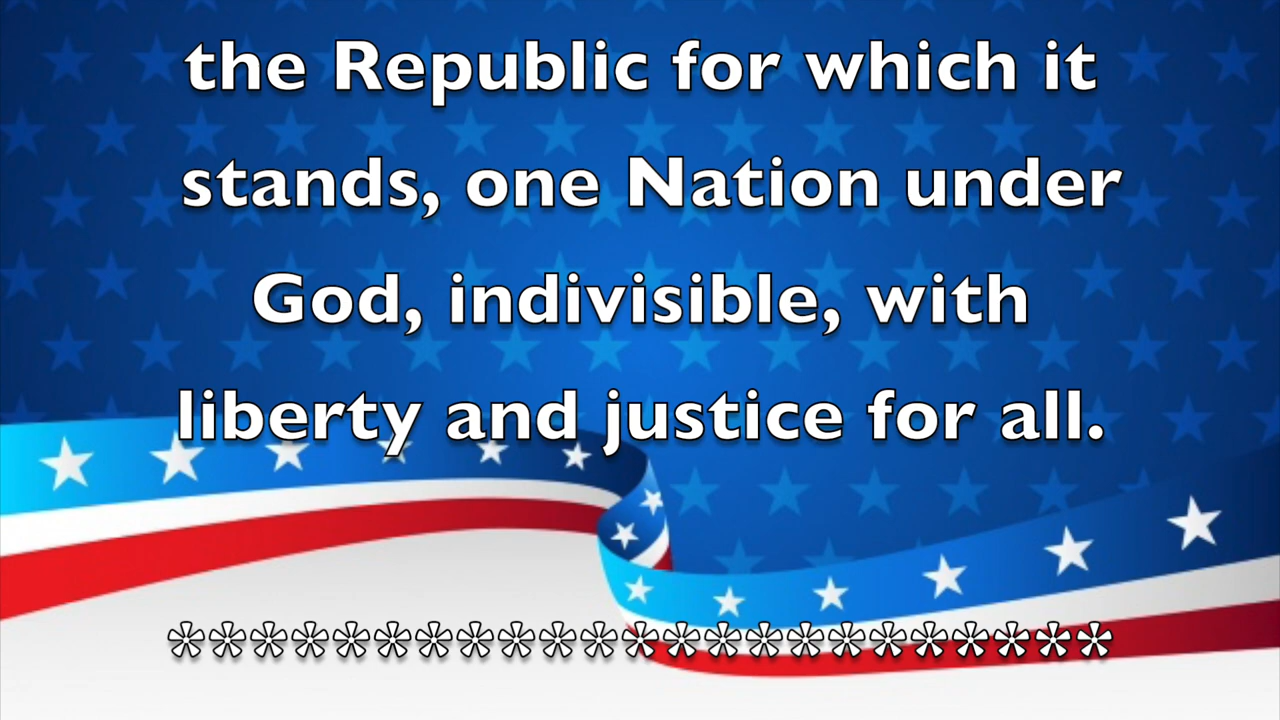 the Republic for which it
stands, one Nation under
God, indivisible, with
liberty and justice for all.
***********************